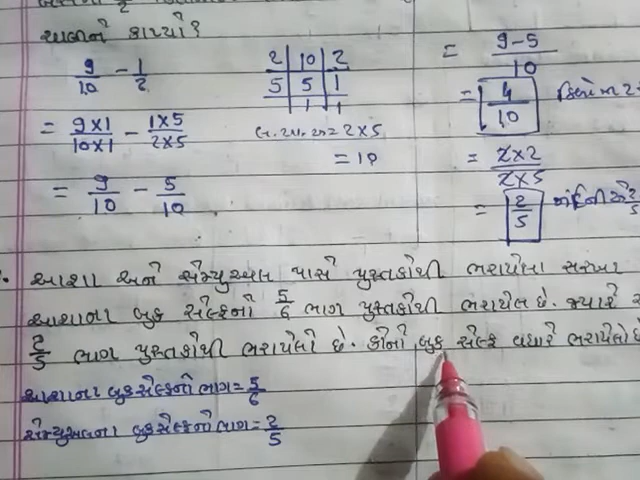 સાબુને કાપ્યો?
9/10 - 1/2
= 9×1/10×1 - 1×5/2×5
= 9/10 - 5/10
2 | 10 | 2
5 | 5 | 1
1 | 1
લ.સા.અ.= 2×5
= 10
= 9-5/10
= 4/10
= 2×2/2×5
= 2/5
આશા અને સેમ્યુઅલ પાસે પુસ્તકોથી ભરાયેલા સરખા
આશાના બુક સેલ્ફનો 5/6 ભાગ પુસ્તકોથી ભરાયેલ છે. જ્યારે
2/5 ભાગ પુસ્તકોથી ભરાયેલો છે. કોનો બુક સેલ્ફ વધારે ભરાયેલો
આશાના બુકસેલ્ફનો ભાગ = 5/6
સેમ્યુઅલના બુકસેલ્ફનો ભાગ = 2/5